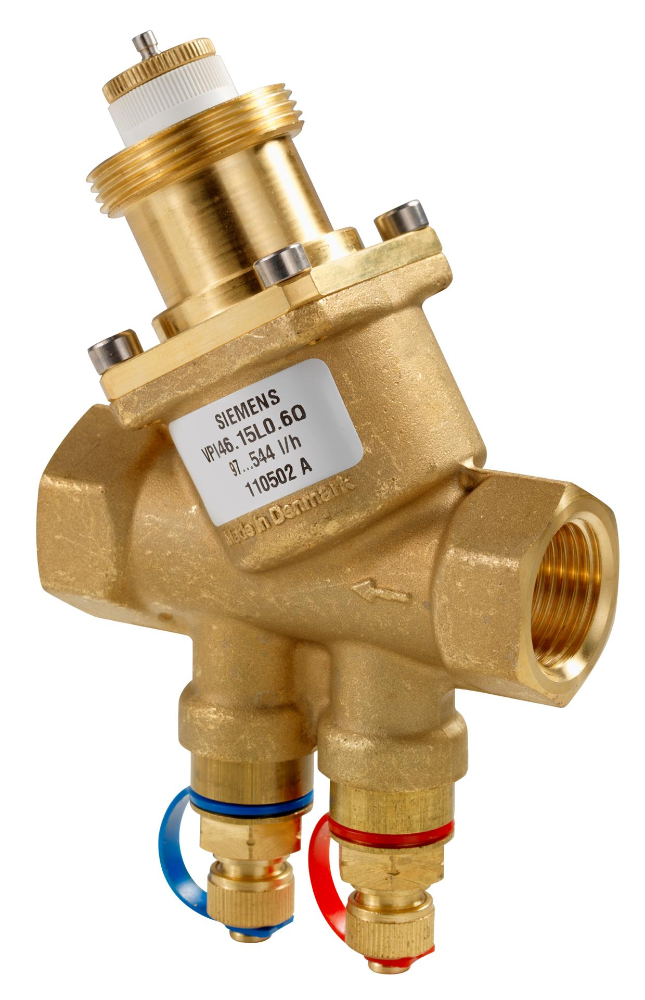 SIEMENS
VPI46.15L0.6Q
97...544 l/h
110502 A
Made in Denmark